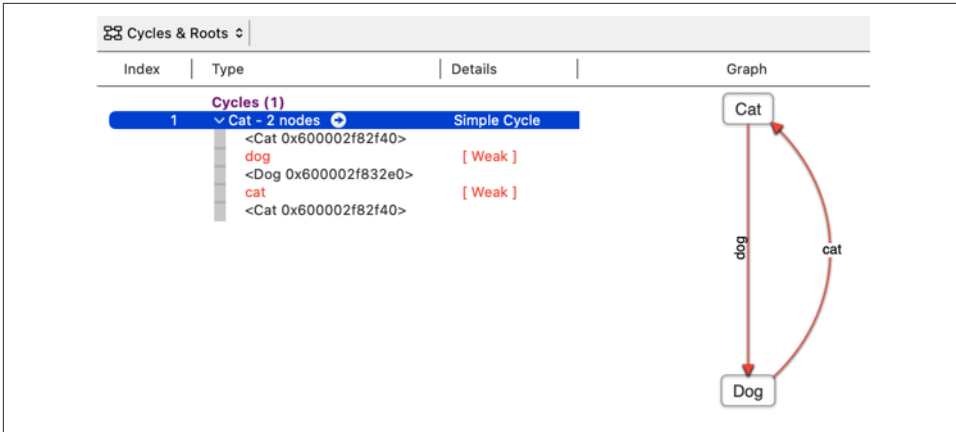 Cycles & Roots
Index Type Details Graph
Cycles (1)
1 Cat - 2 nodes Simple Cycle
<Cat 0x600002f82f40>
dog [ Weak ]
<Dog 0x600002f832e0>
cat [ Weak ]
<Cat 0x600002f82f40>
Cat
dog
cat
Dog